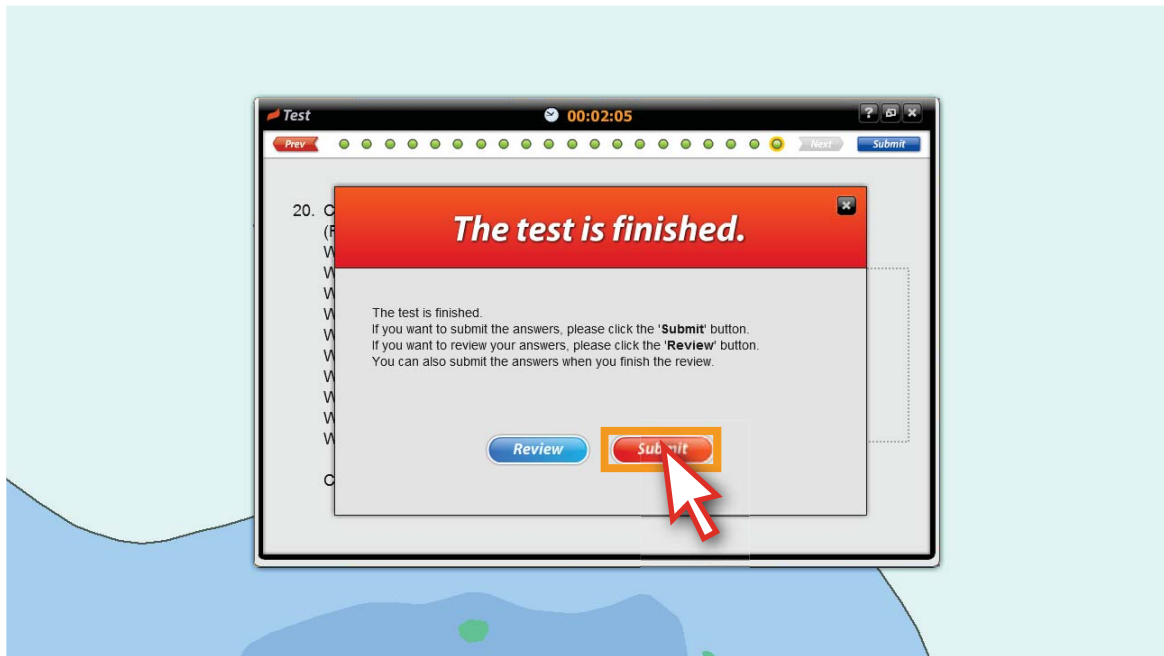 Test
00:02:05
?
Prev
Next
Submit
20. C
(F
W
W
W
W
W
W
W
W
W
W
C
The test is finished.
The test is finished.
If you want to submit the answers, please click the 'Submit' button.
If you want to review your answers, please click the 'Review' button.
You can also submit the answers when you finish the review.
Review
Submit